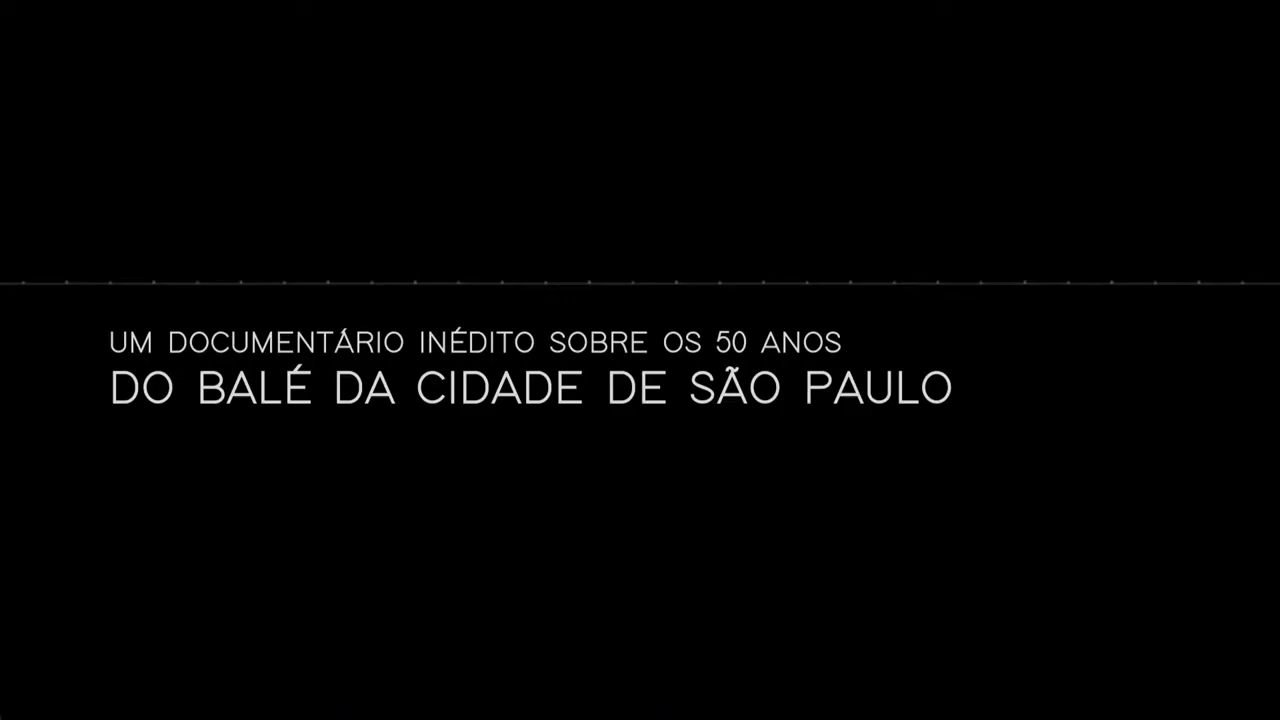 UM DOCUMENTÁRIO INÉDITO SOBRE OS 50 ANOS
DO BALÉ DA CIDADE DE SÃO PAULO